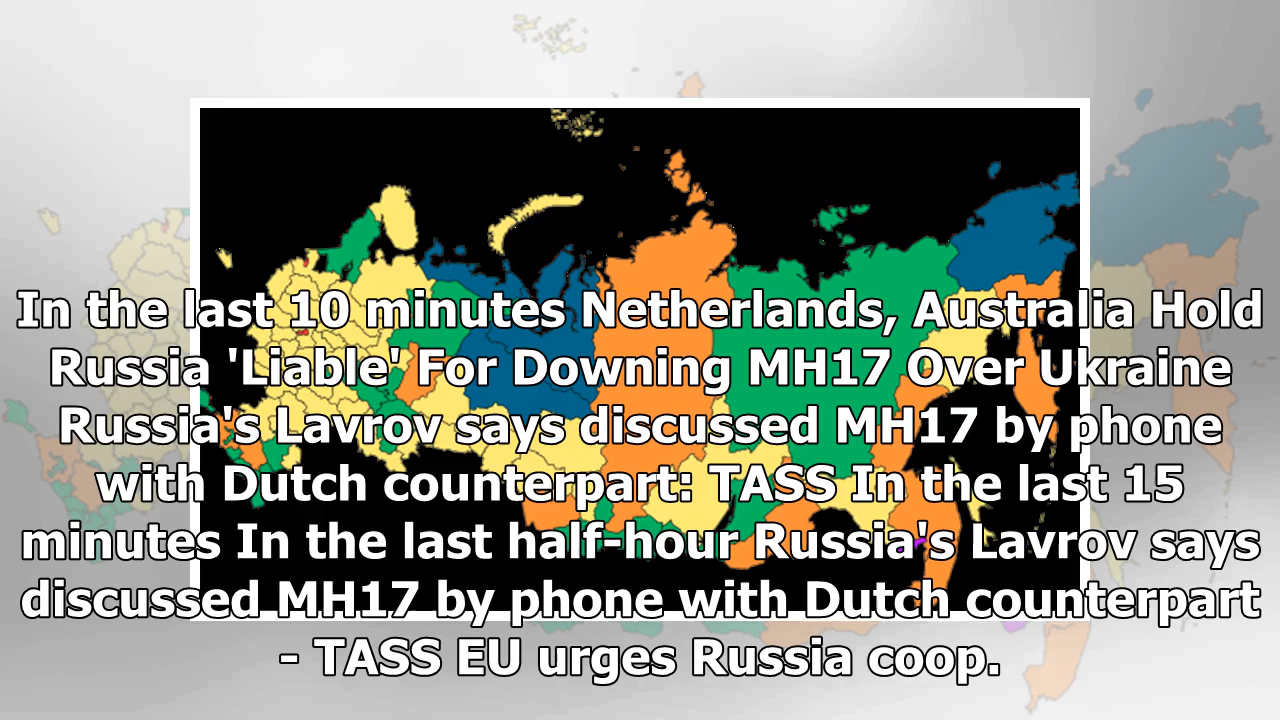 In the last 10 minutes Netherlands, Australia Hold
Russia 'Liable' For Downing MH17 Over Ukraine
Russia's Lavrov says discussed MH17 by phone
with Dutch counterpart: TASS In the last 15
minutes In the last half-hour Russia's Lavrov says
discussed MH17 by phone with Dutch counterpart
- TASS EU urges Russia coop.